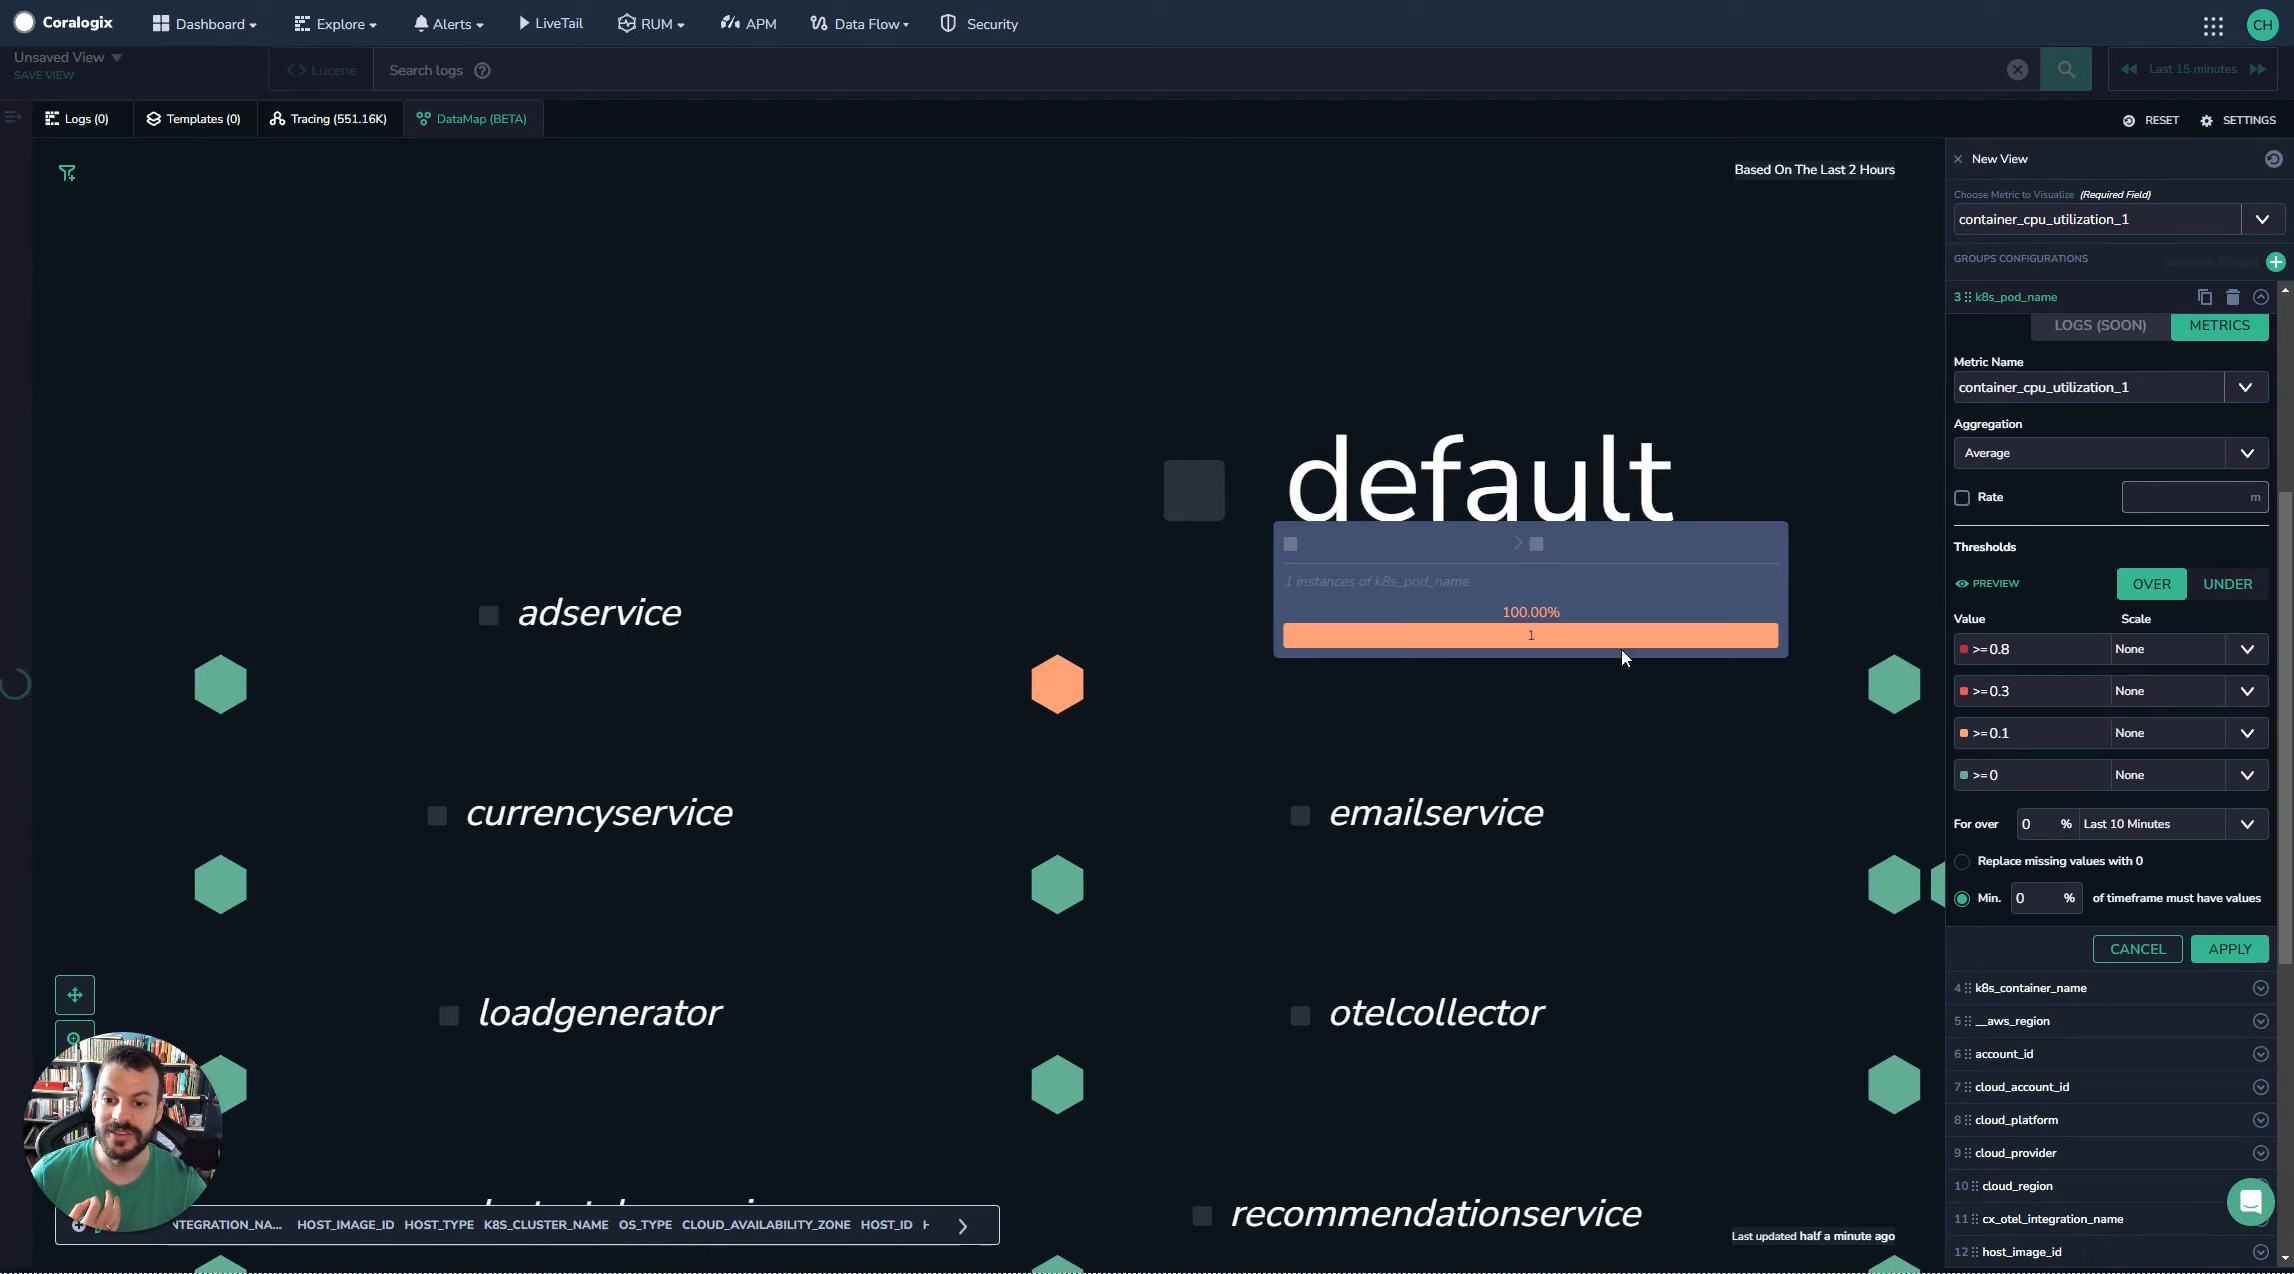 Coralogix Dashboard Explore Alerts LiveTail RUM APM Data Flow Security CH
Unsaved View
SAVE VIEW
<> Lucene Search logs ? Last 15 minutes
Logs (0) Templates (0) Tracing (551.16K) DataMap (BETA) RESET SETTINGS
Based On The Last 2 Hours
default
1 instances of k8s_pod_name
100.00%
1
adservice
currencyservice emailservice
loadgenerator otelcollector
recommendationservice
HOST_IMAGE_ID HOST_TYPE K8S_CLUSTER_NAME OS_TYPE CLOUD_AVAILABILITY_ZONE HOST_ID
Last updated half a minute ago
New View
Choose Metric to Visualize (Required Field)
container_cpu_utilization_1
GROUPS CONFIGURATIONS Generate Groups
3 k8s_pod_name
LOGS (SOON) METRICS
Metric Name
container_cpu_utilization_1
Aggregation
Average
Rate m
Thresholds
PREVIEW OVER UNDER
Value Scale
>= 0.8 None
>= 0.3 None
>= 0.1 None
>= 0 None
For over 0 % Last 10 Minutes
Replace missing values with 0
Min. 0 % of timeframe must have values
CANCEL APPLY
4 k8s_container_name
5 __aws_region
6 account_id
7 cloud_account_id
8 cloud_platform
9 cloud_provider
10 cloud_region
11 cx_otel_integration_name
12 host_image_id